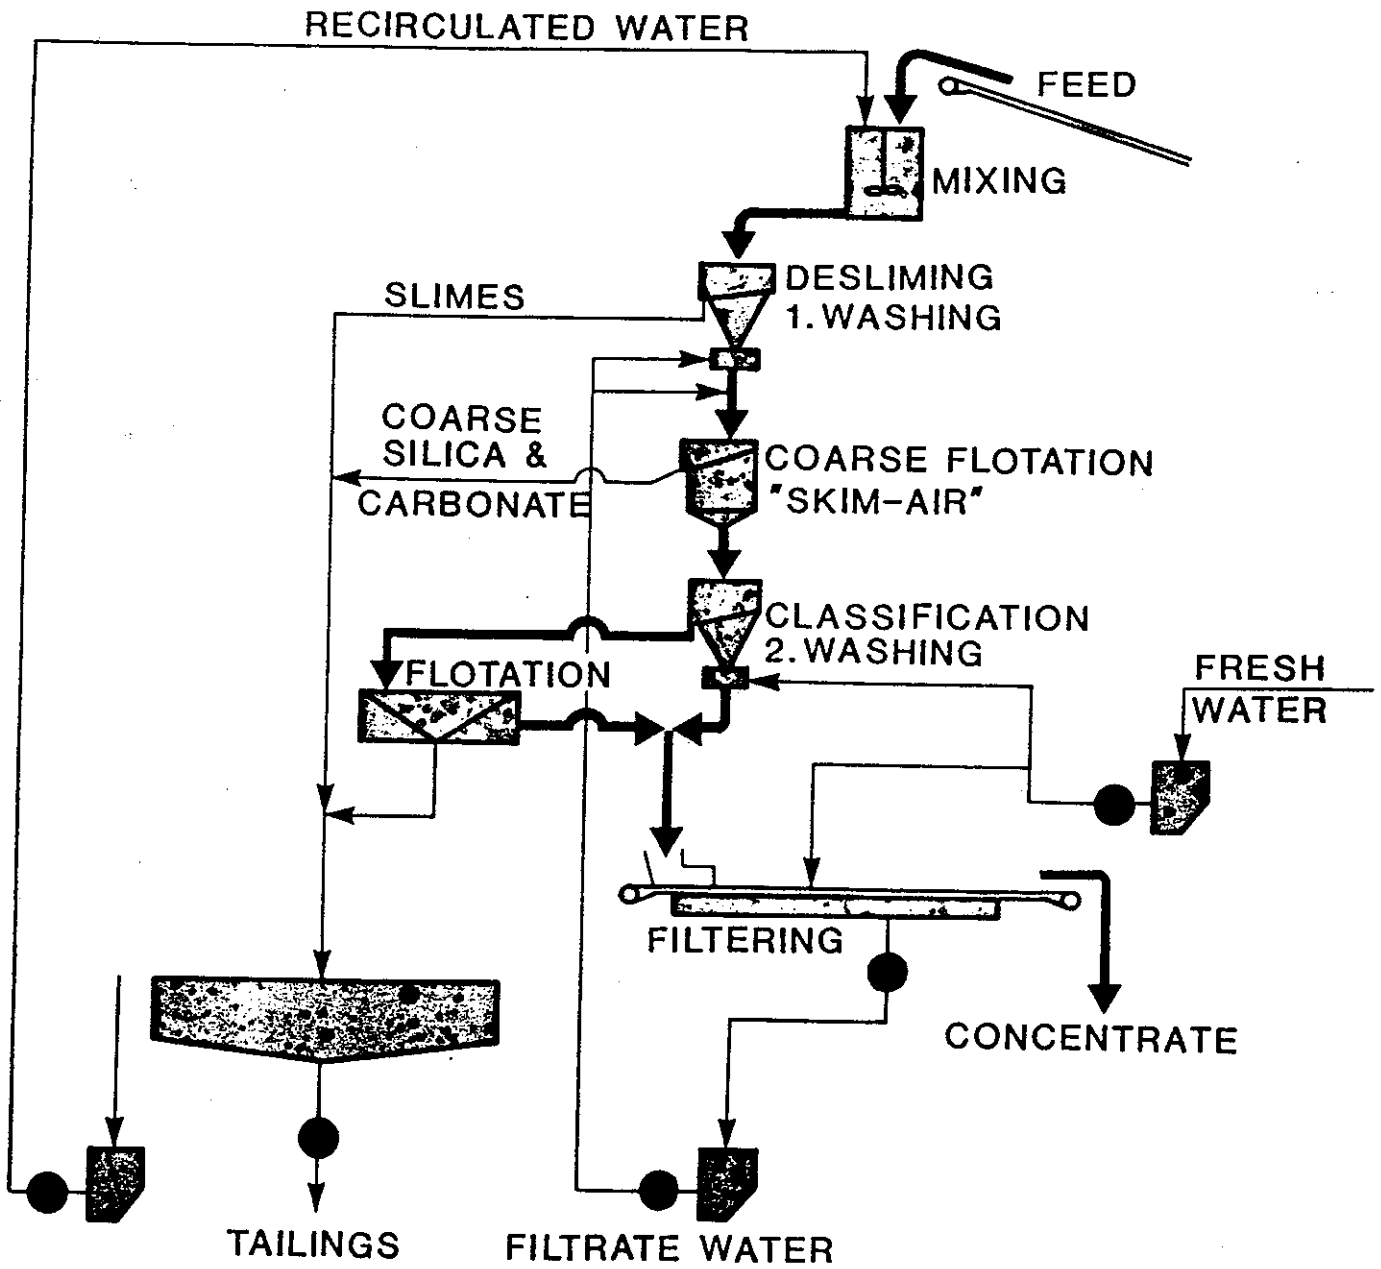 RECIRCULATED WATER
FEED
MIXING
DESLIMING
1. WASHING
SLIMES
COARSE
SILICA &
CARBONATE
COARSE FLOTATION
"SKIM-AIR"
CLASSIFICATION
2. WASHING
FLOTATION
FRESH
WATER
FILTERING
CONCENTRATE
TAILINGS
FILTRATE WATER